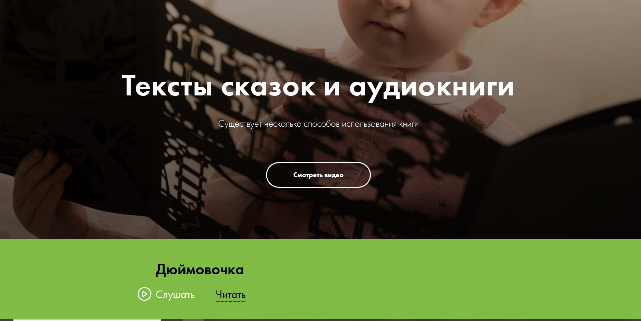 Тексты сказок и аудиокниги
Существует несколько способов использования книги
Смотреть видео
Дюймовочка
Слушать Читать